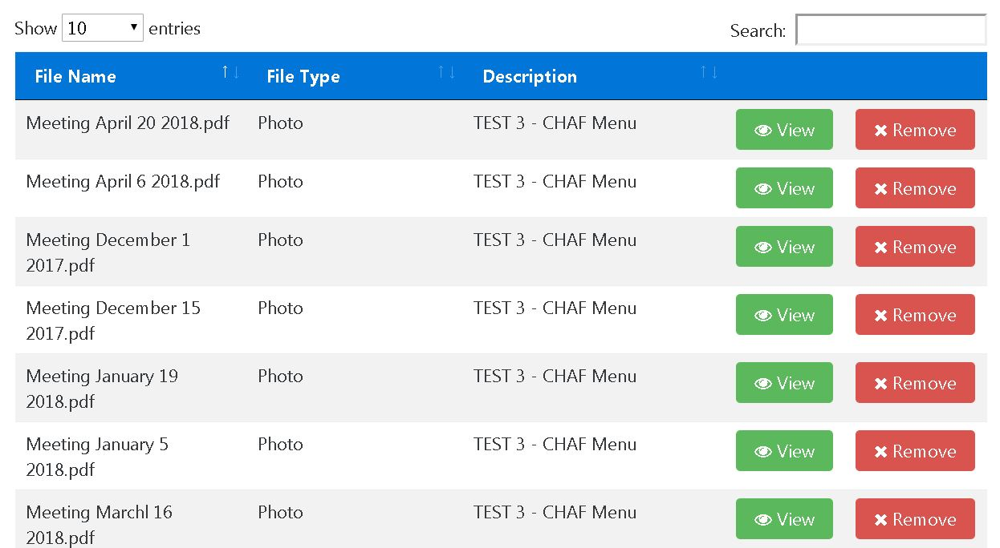 Show 10 entries Search:
File Name File Type Description
Meeting April 20 2018.pdf Photo TEST 3 - CHAF Menu View Remove
Meeting April 6 2018.pdf Photo TEST 3 - CHAF Menu View Remove
Meeting December 1 Photo TEST 3 - CHAF Menu View Remove
2017.pdf
Meeting December 15 Photo TEST 3 - CHAF Menu View Remove
2017.pdf
Meeting January 19 Photo TEST 3 - CHAF Menu View Remove
2018.pdf
Meeting January 5 Photo TEST 3 - CHAF Menu View Remove
2018.pdf
Meeting Marchl 16 Photo TEST 3 - CHAF Menu View Remove
2018.pdf